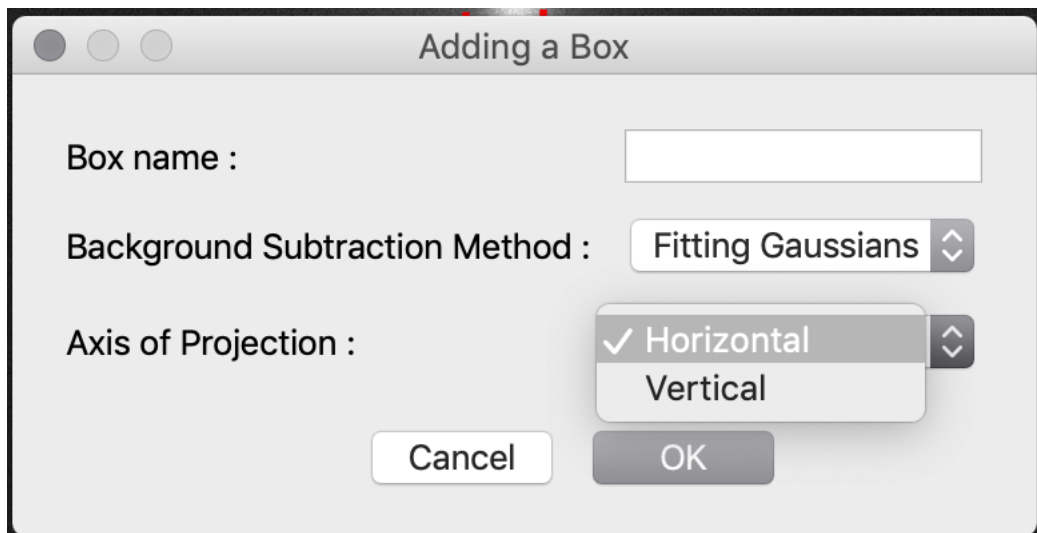 Adding a Box
Box name :
Background Subtraction Method : Fitting Gaussians
Axis of Projection : ✓ Horizontal
Vertical
Cancel OK